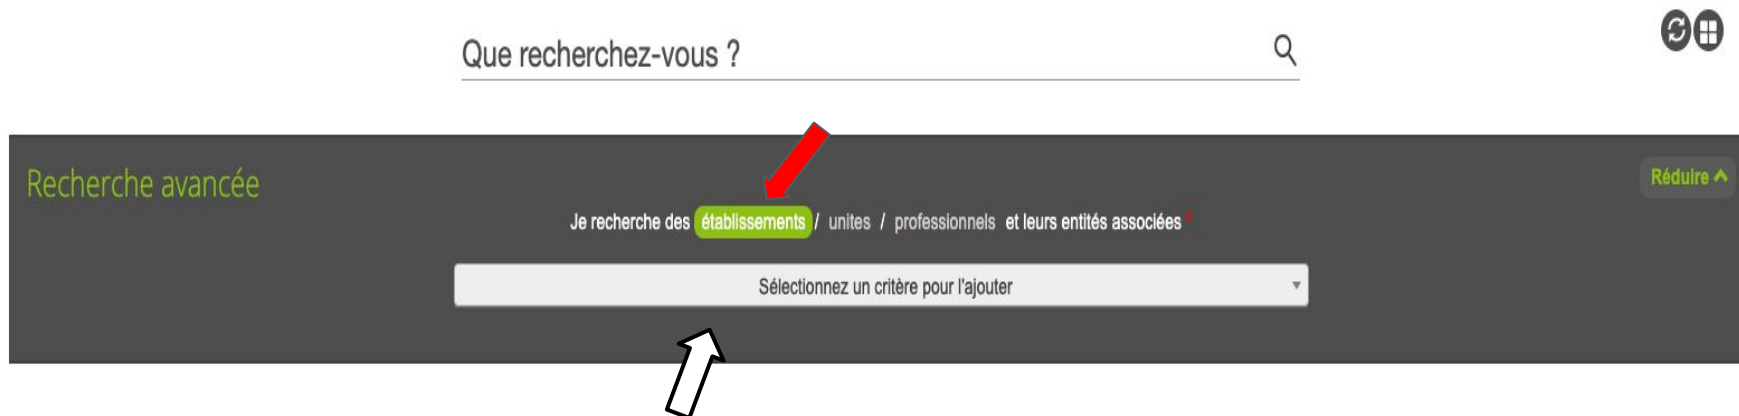 Que recherchez-vous ?
Recherche avancée
Réduire
Je recherche des établissements / unites / professionnels et leurs entités associées *
Sélectionnez un critère pour l'ajouter